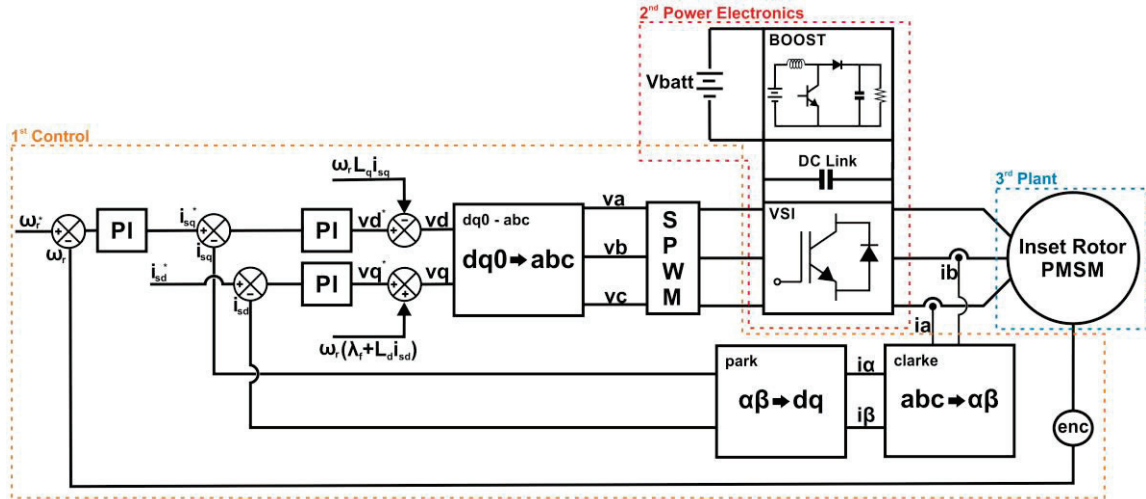 2nd Power Electronics
BOOST
Vbatt
1st Control
DC Link
3rd Plant
ωrLqisq
ωr*
ωr
PI
isq*
isq
PI
vd*
vd
dq0 - abc
dq0➔abc
va
vb
vc
SPWM
VSI
Inset Rotor
PMSM
isd*
isd
PI
vq*
vq
ib
ia
ωr(λf+Ldisd)
park
αβ➔dq
iα
iβ
clarke
abc➔αβ
enc